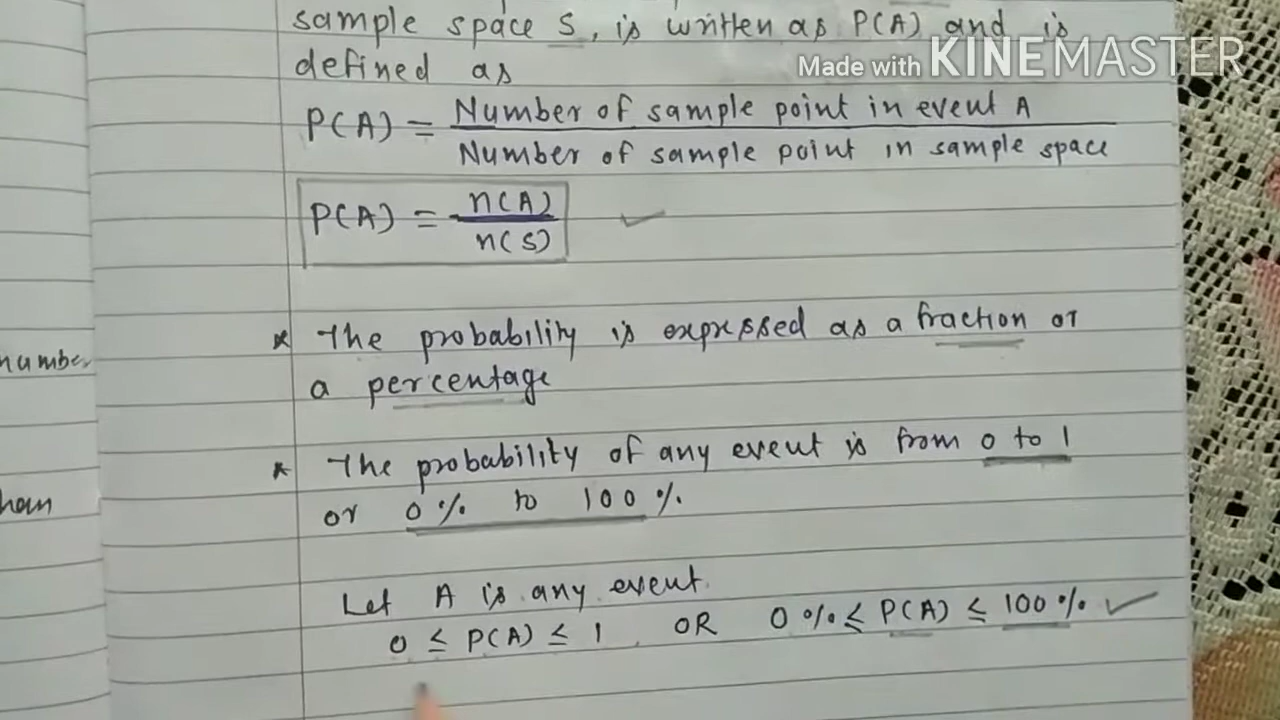 sample space S, is written as P(A) and is
defined as
Made with KINEMASTER
P(A) = Number of sample point in event A
Number of sample point in sample space
P(A) = n(A)
n(S)
* The probability is expressed as a fraction or
a percentage
number
* The probability of any event is from 0 to 1
or 0% to 100%.
Let A is any event.
0 ≤ P(A) ≤ 1 OR 0% ≤ P(A) ≤ 100% ✓